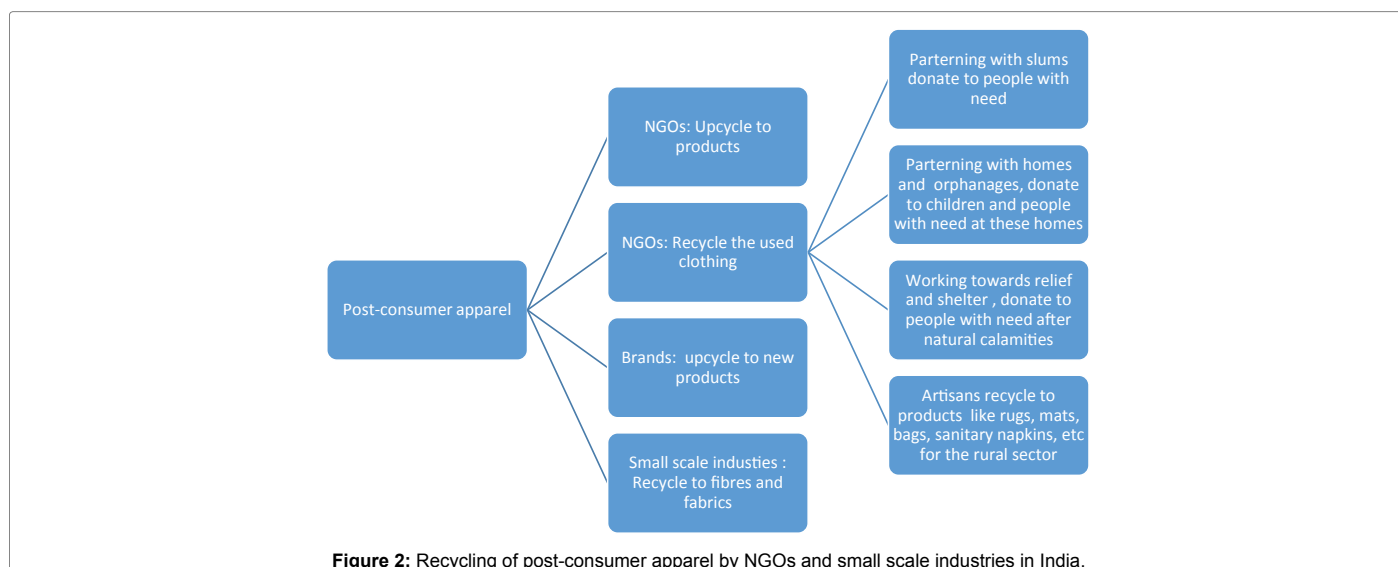 Post-consumer apparel
NGOs: Upcycle to
products
NGOs: Recycle the used
clothing
Brands:  upcycle to new
products
Small scale industies :
Recycle to fibres and
fabrics
Parterning with slums
donate to people with
need
Parterning with homes
and  orphanages, donate
to children and people
with need at these homes
Working towards relief
and shelter , donate to
people with need after
natural calamities
Artisans recycle to
products  like rugs, mats,
bags, sanitary napkins, etc
for the rural sector
Figure 2: Recycling of post-consumer apparel by NGOs and small scale industries in India.